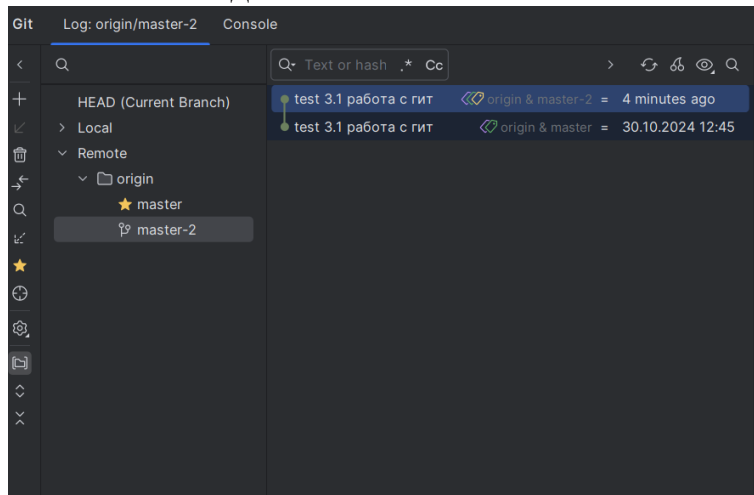 Git Log: origin/master-2 Console
Text or hash .* Cc
HEAD (Current Branch)
Local
Remote
origin
master
master-2
test 3.1 работа с гит origin & master-2 = 4 minutes ago
test 3.1 работа с гит origin & master = 30.10.2024 12:45